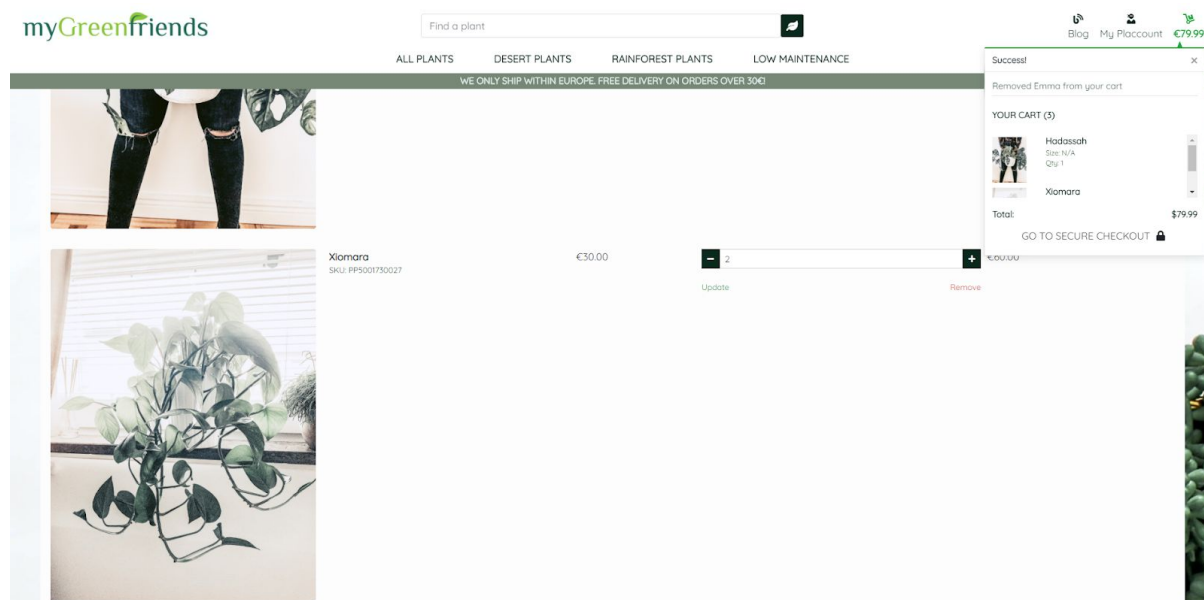 myGreenfriends
Find a plant
Blog
My Placcount
€79.99
ALL PLANTS
DESERT PLANTS
RAINFOREST PLANTS
LOW MAINTENANCE
WE ONLY SHIP WITHIN EUROPE. FREE DELIVERY ON ORDERS OVER 30€!
Success!
×
Removed Emma from your cart
YOUR CART (3)
Hadassah
Size: N/A
Qty: 1
Xiomara
Total:
$79.99
GO TO SECURE CHECKOUT
Xiomara
€30.00
2
€60.00
SKU: PP5001730027
Update
Remove